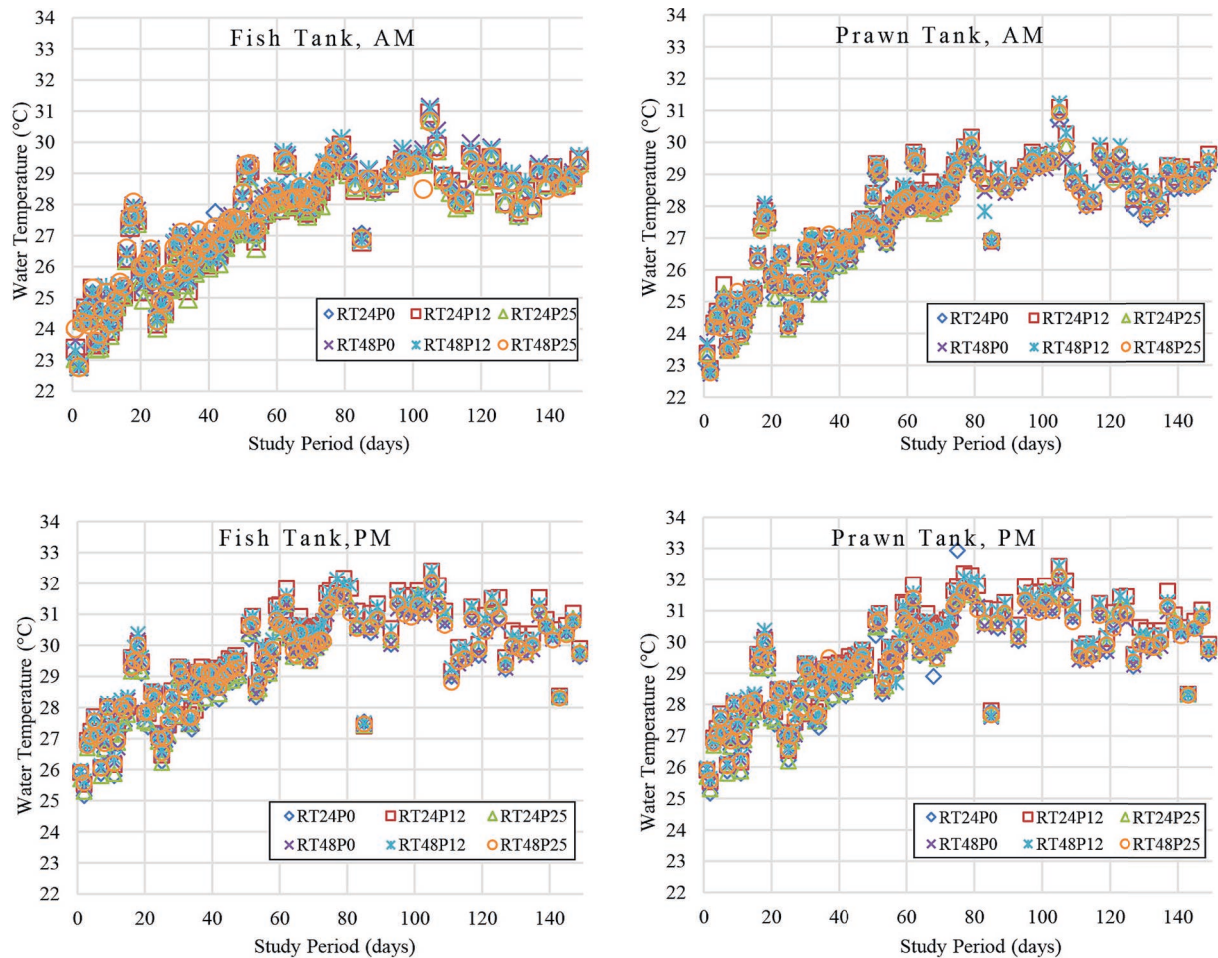 Fish Tank, AM
Water Temperature (°C)
34
33
32
31
30
29
28
27
26
25
24
23
22
RT24P0 RT24P12 RT24P25
RT48P0 RT48P12 RT48P25
0 20 40 60 80 100 120 140
Study Period (days)
Prawn Tank, AM
Water Temperature (°C)
34
33
32
31
30
29
28
27
26
25
24
23
22
RT24P0 RT24P12 RT24P25
RT48P0 RT48P12 RT48P25
0 20 40 60 80 100 120 140
Study Period (days)
Fish Tank,PM
Water Temperature (°C)
34
33
32
31
30
29
28
27
26
25
24
23
22
RT24P0 RT24P12 RT24P25
RT48P0 RT48P12 RT48P25
0 20 40 60 80 100 120 140
Study Period (days)
Prawn Tank, PM
Water Temperature (°C)
34
33
32
31
30
29
28
27
26
25
24
23
22
RT24P0 RT24P12 RT24P25
RT48P0 RT48P12 RT48P25
0 20 40 60 80 100 120 140
Study Period (days)